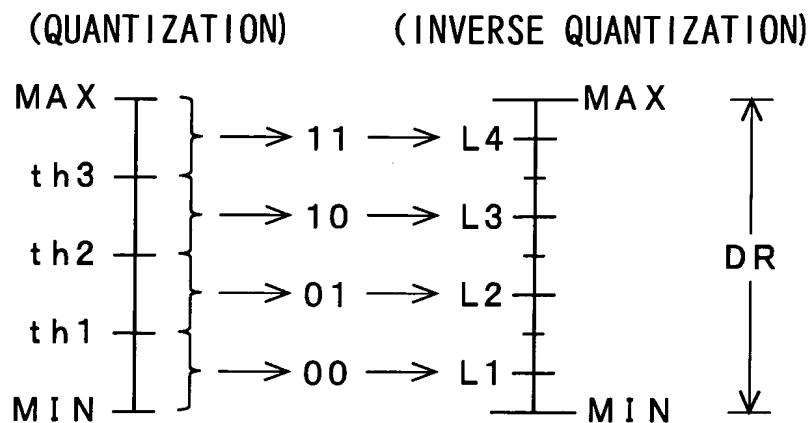 (QUANTIZATION) (INVERSE QUANTIZATION)
MAX MAX
11 L4
th3
10 L3
th2 DR
01 L2
th1
00 L1
MIN MIN